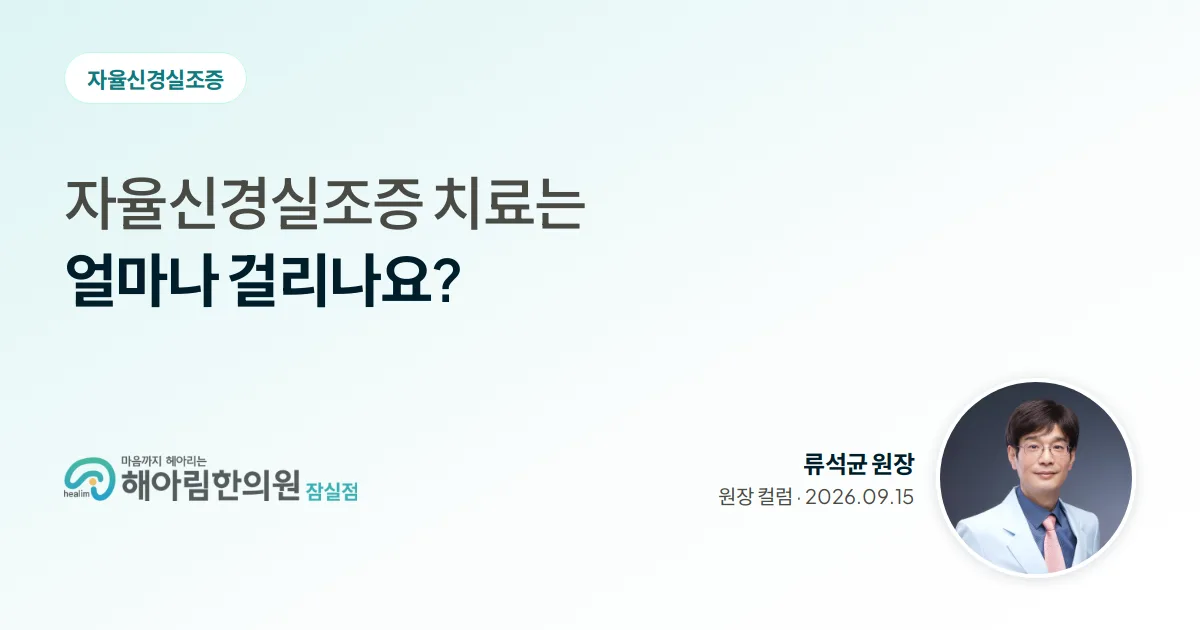 자율신경실조증
자율신경실조증 치료는
얼마나 걸리나요?
마음까지 헤아리는
healim
해아림한의원 잠실점
류석균 원장
원장 컬럼 · 2026.09.15